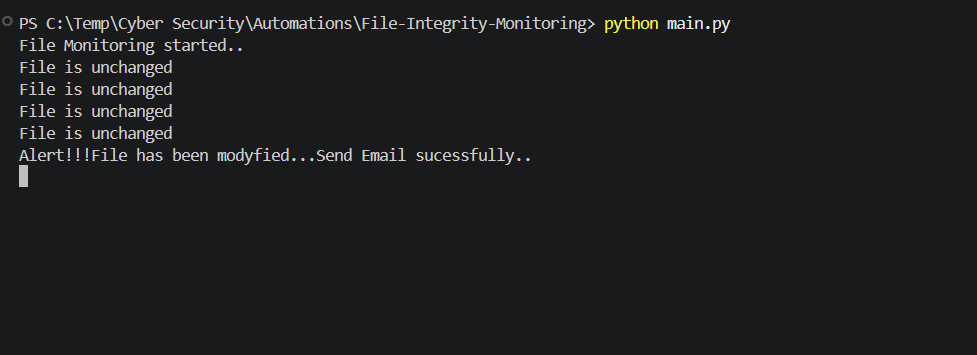 PS C:\Temp\Cyber Security\Automations\File-Integrity-Monitoring> python main.py
File Monitoring started..
File is unchanged
File is unchanged
File is unchanged
File is unchanged
Alert!!!File has been modyfied...Send Email sucessfully..